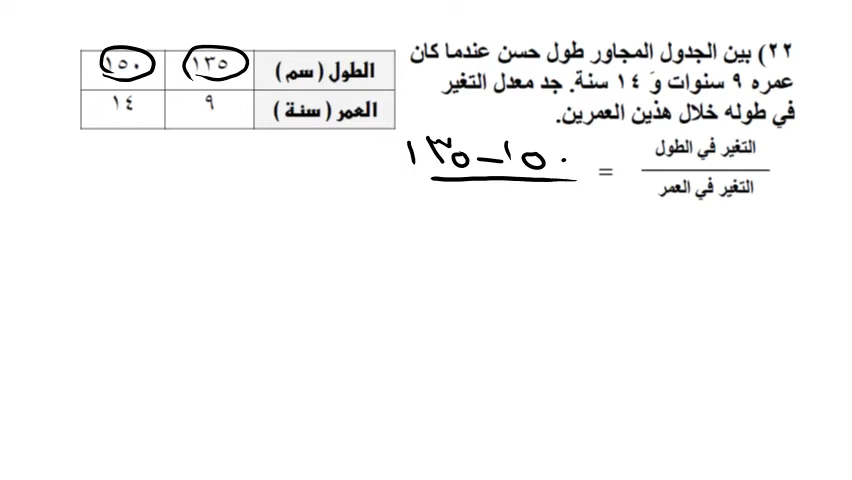 ٢٢) بين الجدول المجاور طول حسن عندما كان
عمره ٩ سنوات وَ ١٤ سنة. جد معدل التغير
في طوله خلال هذين العمرين.
الطول ( سم ) ١٣٥ ١٥٠
العمر ( سنة ) ٩ ١٤
التغير في الطول
التغير في العمر
= ١٥٠ – ١٣٥